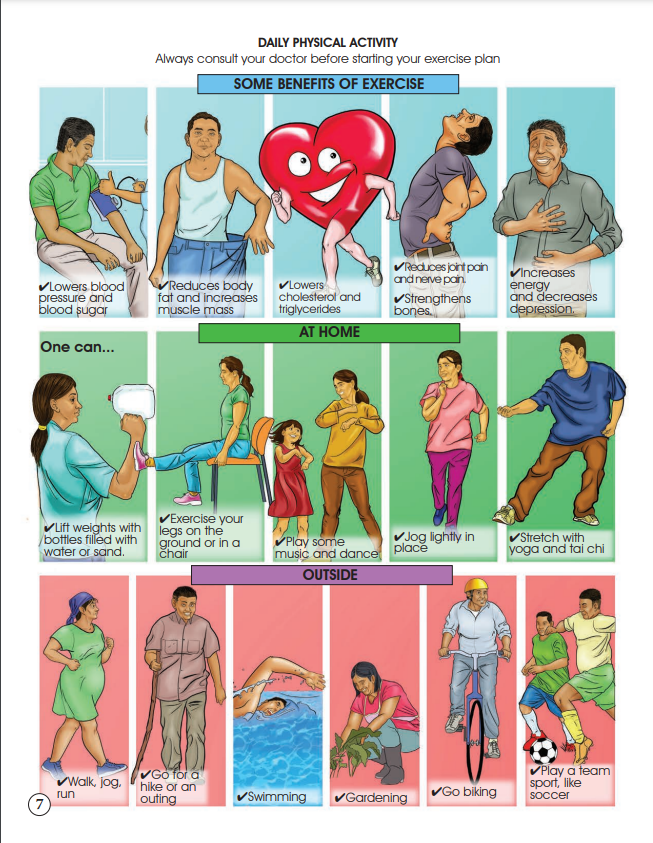 DAILY PHYSICAL ACTIVITY
Always consult your doctor before starting your exercise plan
SOME BENEFITS OF EXERCISE
✔Lowers blood
pressure and
blood sugar
✔Reduces body
fat and increases
muscle mass
✔Lowers
cholesterol and
triglycerides
✔Reduces joint pain
and nerve pain.
✔Strengthens
bones.
✔Increases
energy
and decreases
depression.
AT HOME
One can...
✔Lift weights with
bottles filled with
water or sand.
✔Exercise your
legs on the
ground or in a
chair
✔Play some
music and dance
✔Jog lightly in
place
✔Stretch with
yoga and tai chi
OUTSIDE
✔Walk, jog,
run
✔Go for a
hike or an
outing
✔Swimming
✔Gardening
✔Go biking
✔Play a team
sport, like
soccer
7